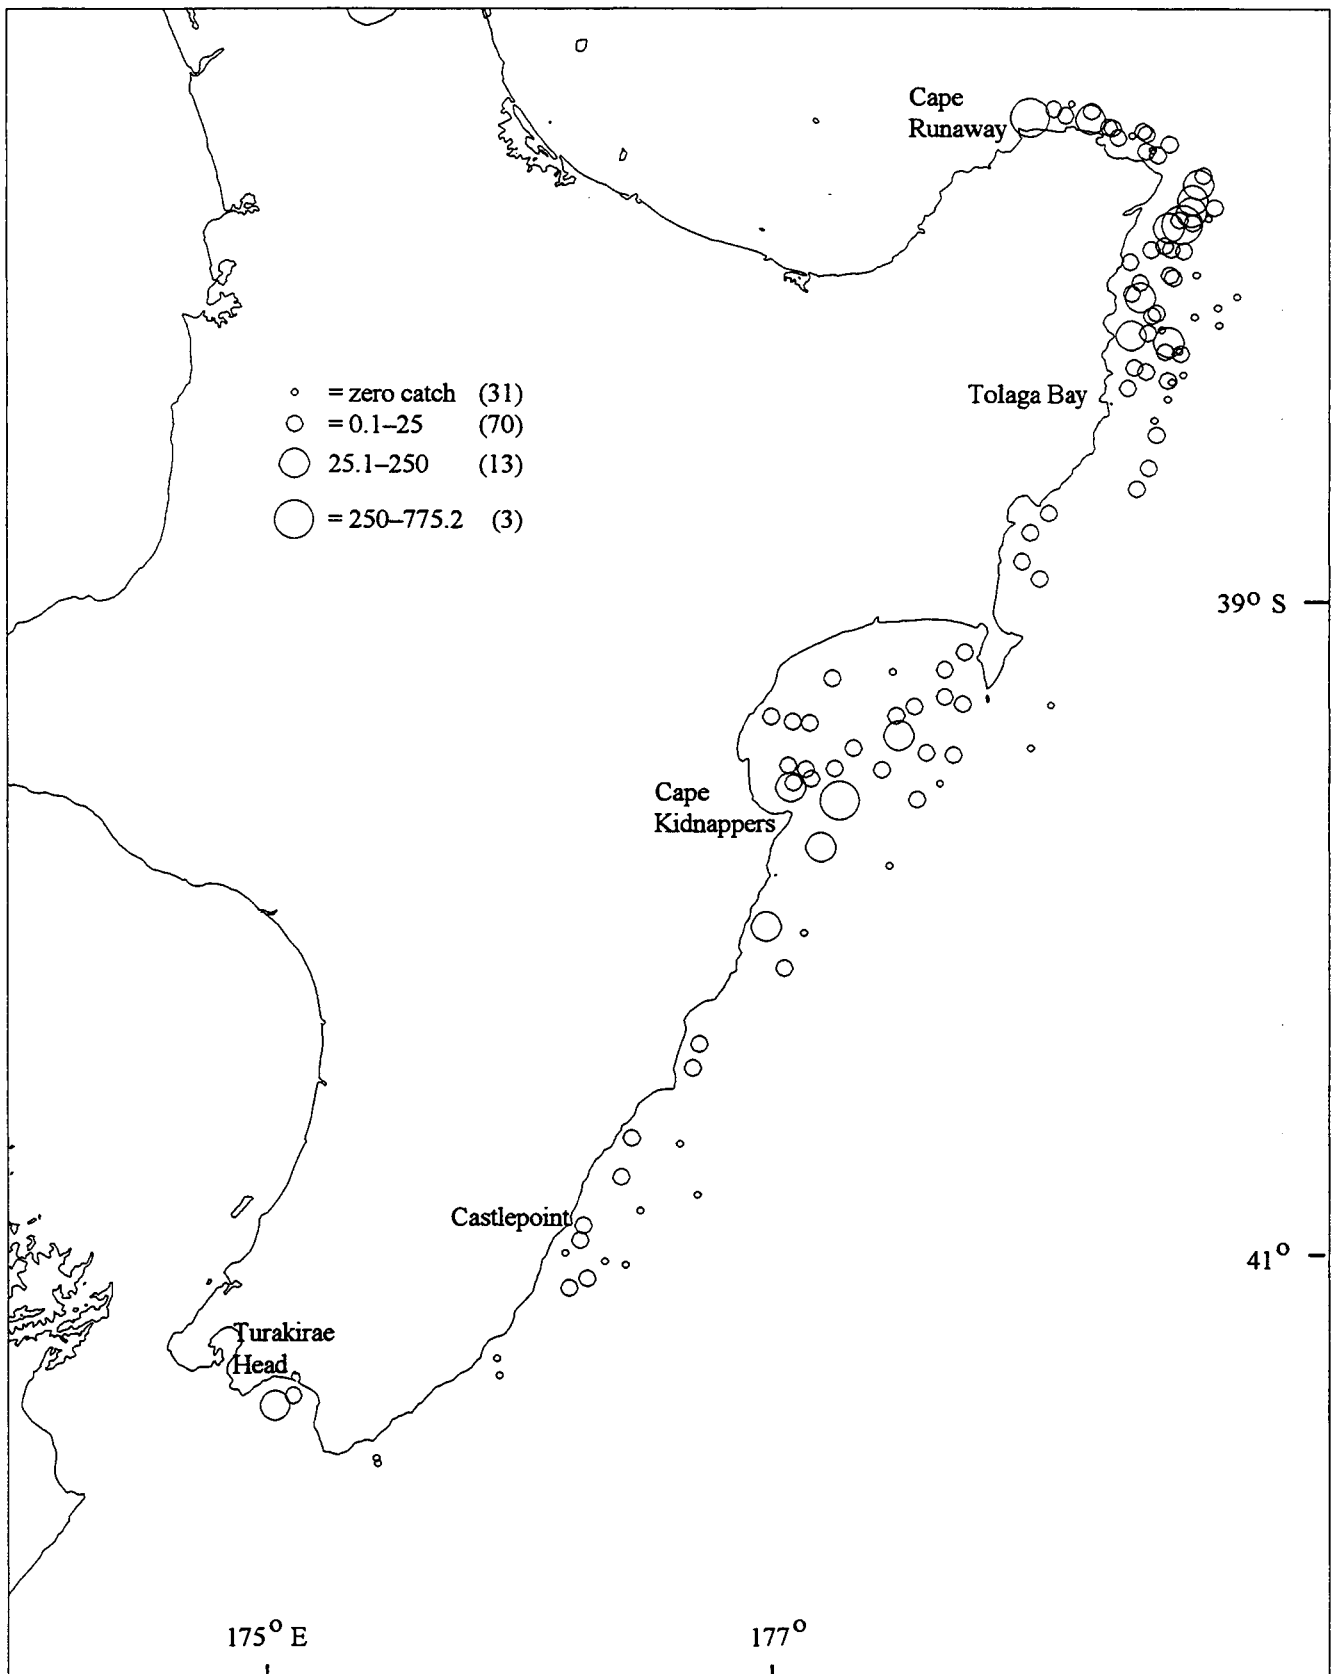 Cape
Runaway
= zero catch (31)
= 0.1–25 (70)
25.1–250 (13)
= 250–775.2 (3)
Tolaga Bay
39° S
Cape
Kidnappers
Castlepoint
41°
Turakirae
Head
175° E
177°